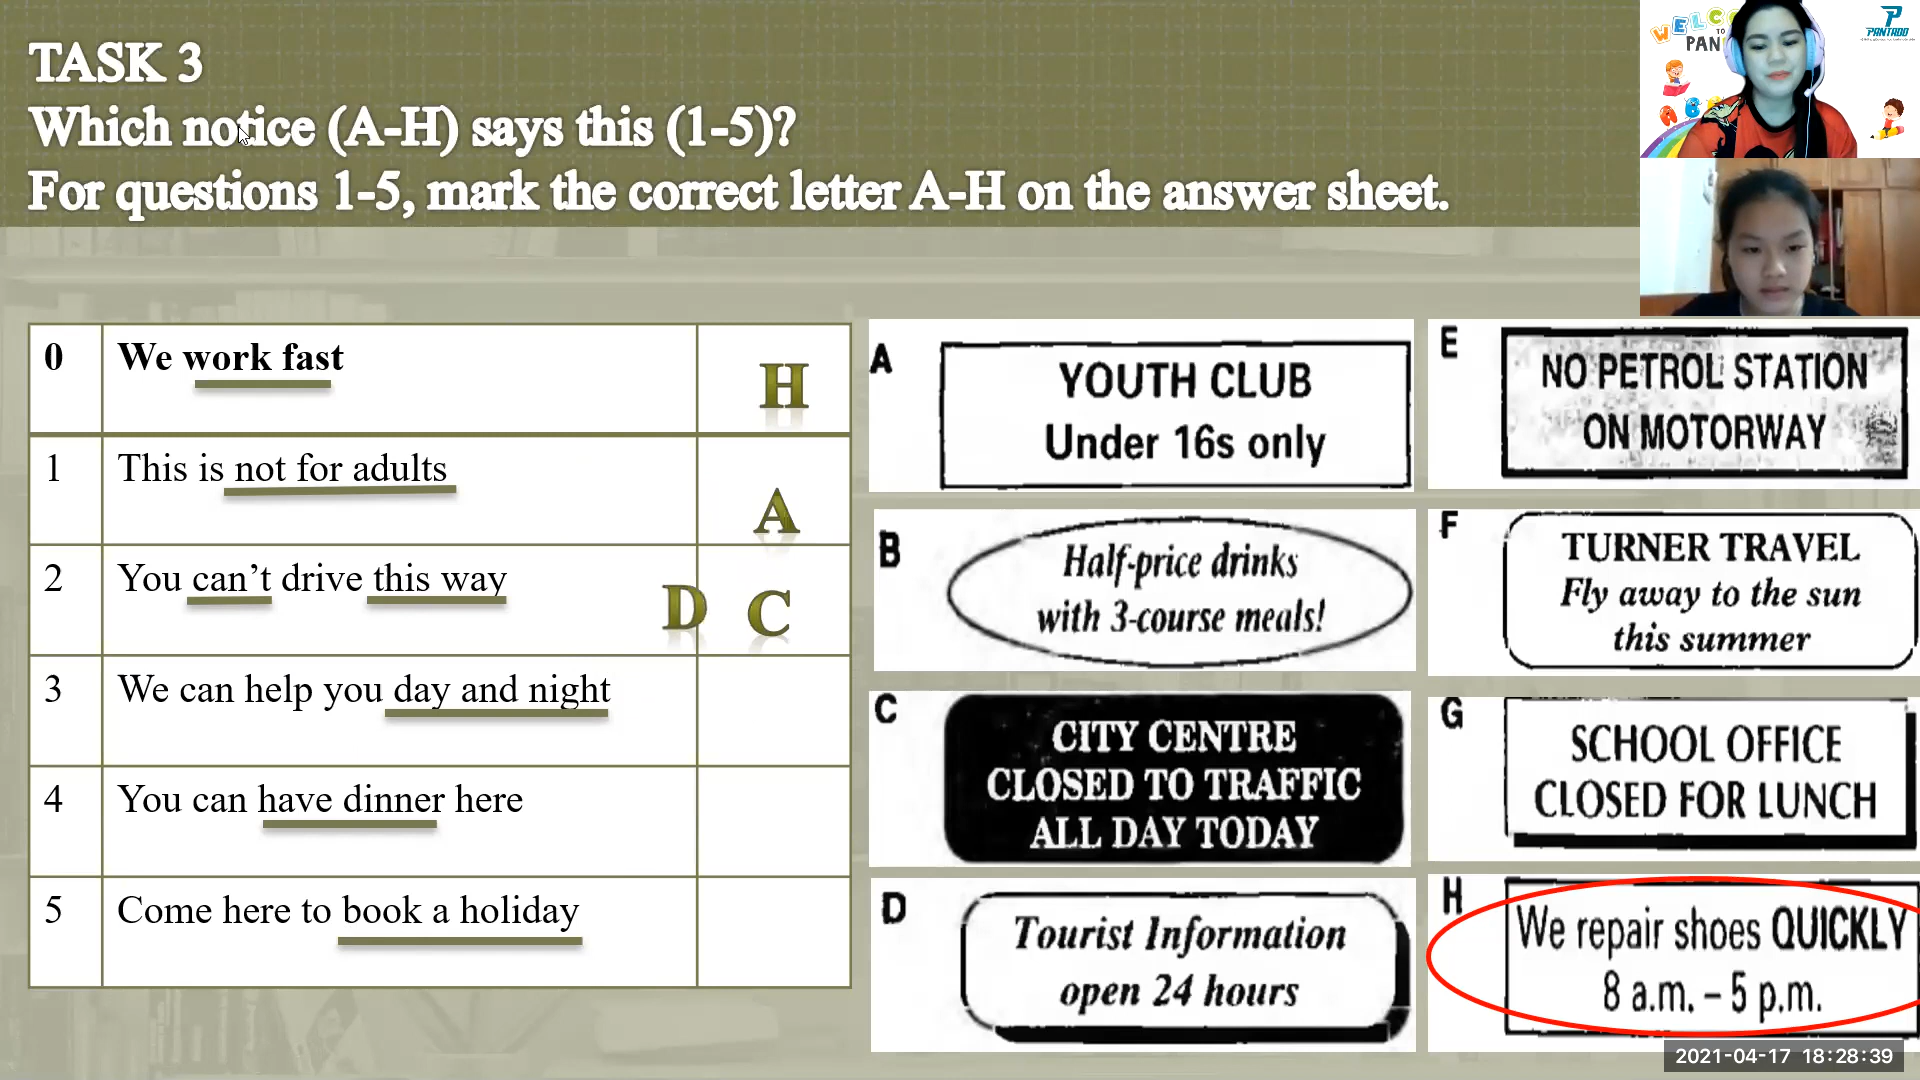 TASK 3
Which notice (A-H) says this (1-5)?
For questions 1-5, mark the correct letter A-H on the answer sheet.
0 We work fast H
1 This is not for adults A
2 You can't drive this way D C
3 We can help you day and night
4 You can have dinner here
5 Come here to book a holiday
A
YOUTH CLUB
Under 16s only
B
Half-price drinks
with 3-course meals!
C
CITY CENTRE
CLOSED TO TRAFFIC
ALL DAY TODAY
D
Tourist Information
open 24 hours
E
NO PETROL STATION
ON MOTORWAY
F
TURNER TRAVEL
Fly away to the sun
this summer
G
SCHOOL OFFICE
CLOSED FOR LUNCH
H
We repair shoes QUICKLY
8 a.m. – 5 p.m.
TO
PAN
PANTADO
2021-04-17 18:28:39